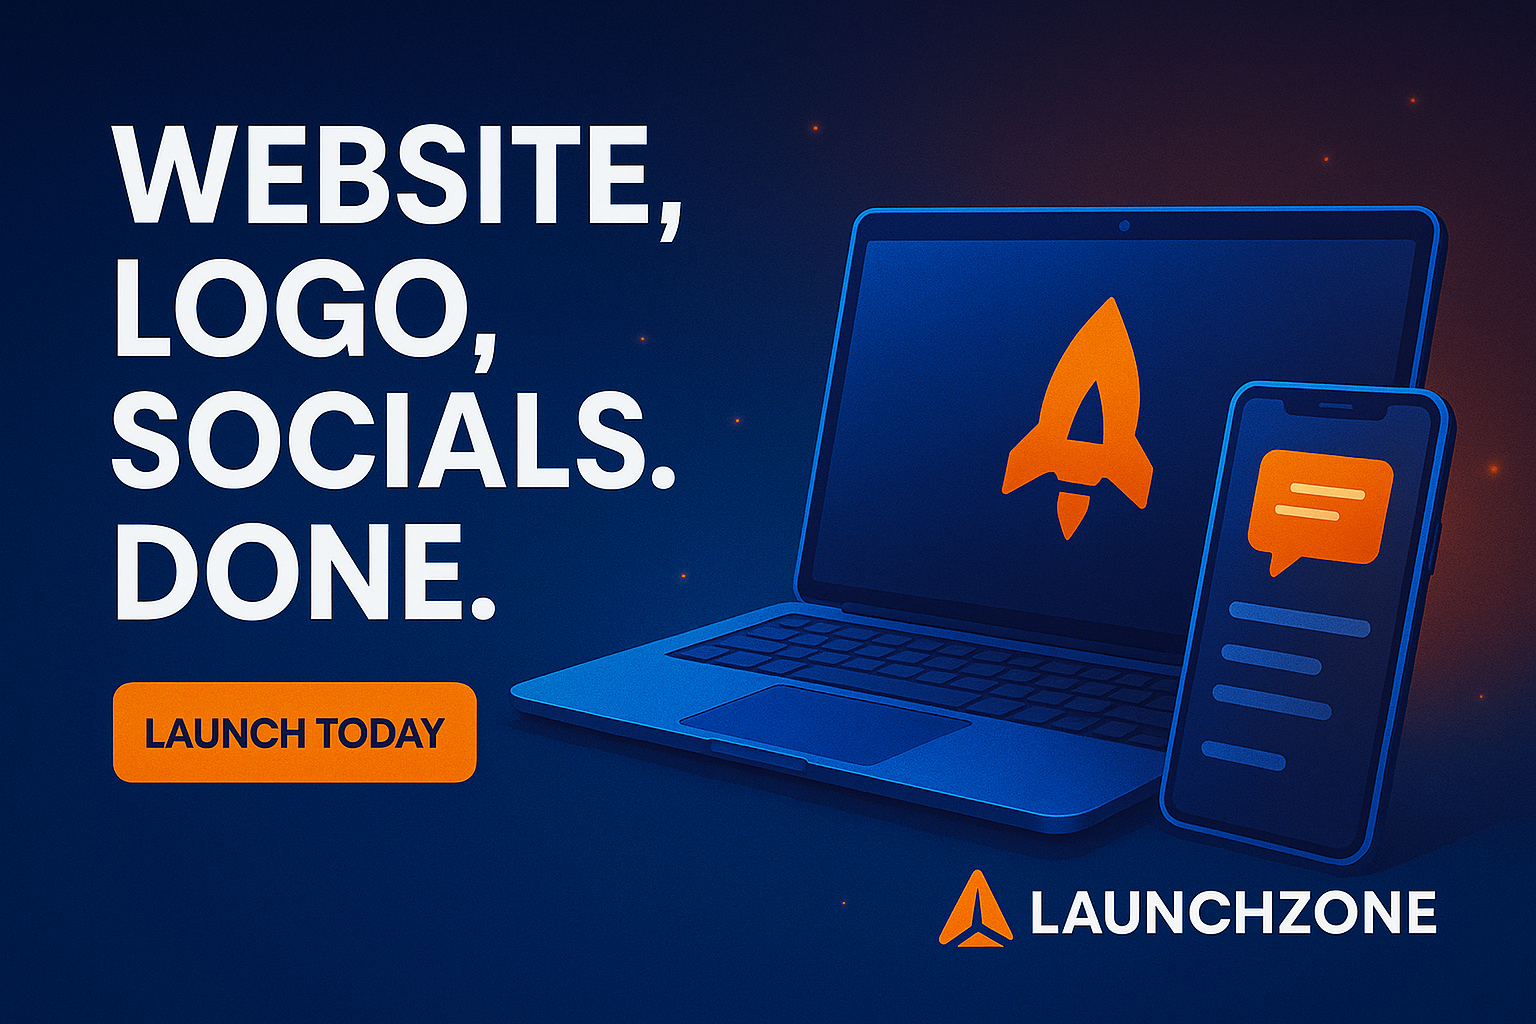 WEBSITE,
LOGO,
SOCIALS.
DONE.
LAUNCH TODAY
LAUNCHZONE